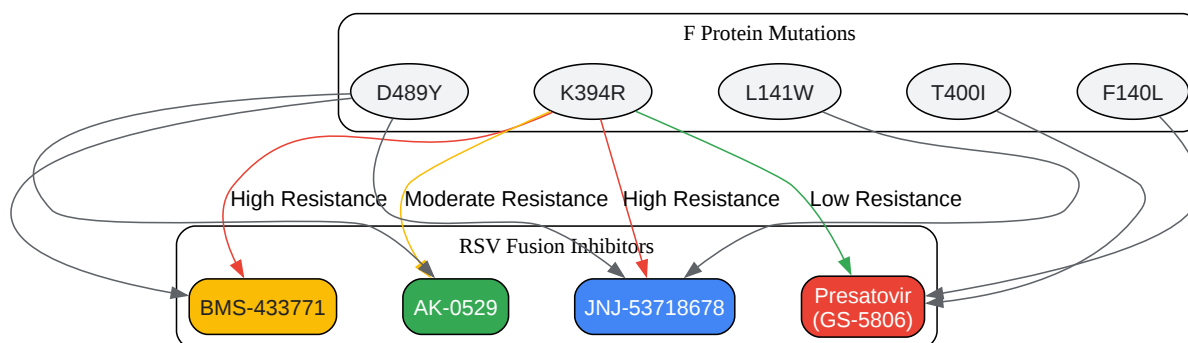 F Protein Mutations
D489Y
K394R
L141W
T400I
F140L
High Resistance
Moderate Resistance
High Resistance
Low Resistance
RSV Fusion Inhibitors
BMS-433771
AK-0529
JNJ-53718678
Presatovir
(GS-5806)